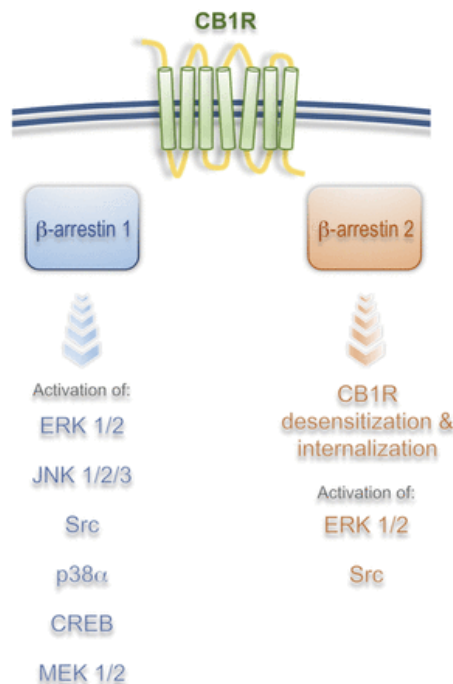 CB1R
β-arrestin 1
β-arrestin 2
Activation of:
ERK 1/2
JNK 1/2/3
Src
p38α
CREB
MEK 1/2
CB1R
desensitization &
internalization
Activation of:
ERK 1/2
Src